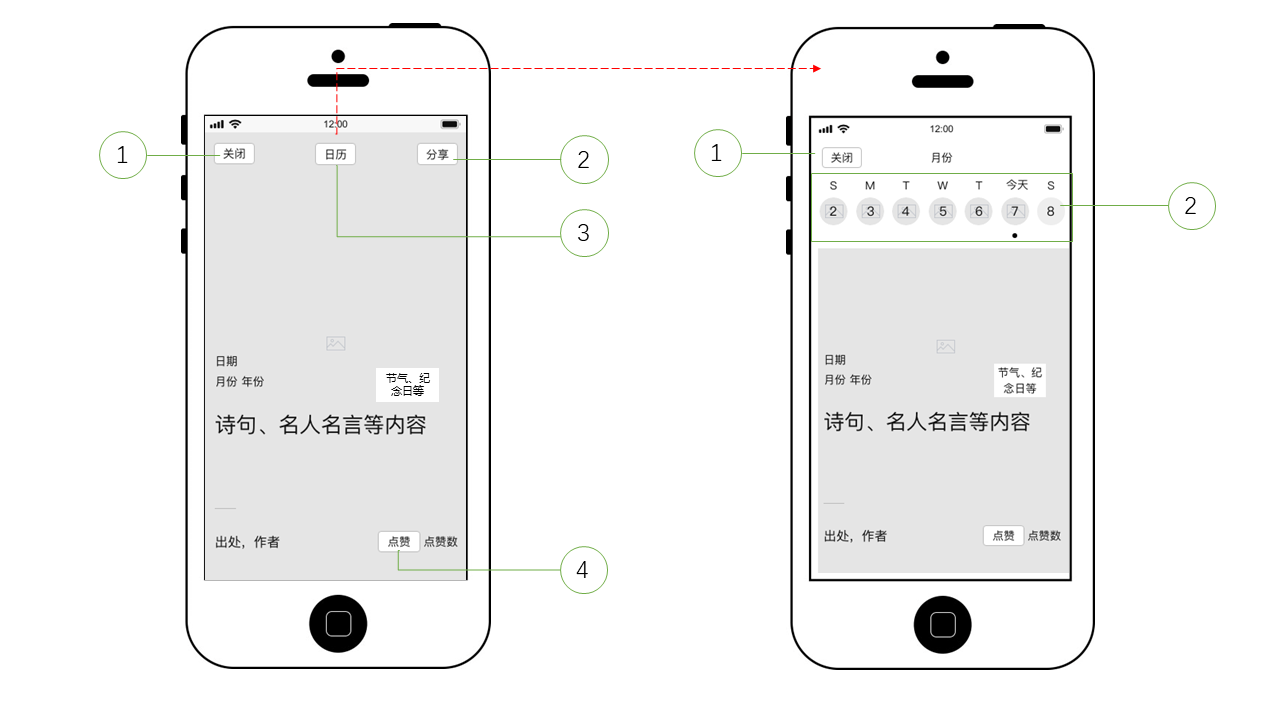 12:00
1
关闭
日历
分享
2
3
日期
月份 年份
节气、纪
念日等
诗句、名人名言等内容
出处，作者
点赞 点赞数
4
12:00
1
关闭
月份
S M T W T 今天 S
2 3 4 5 6 7 8
2
日期
月份 年份
节气、纪
念日等
诗句、名人名言等内容
出处，作者
点赞 点赞数